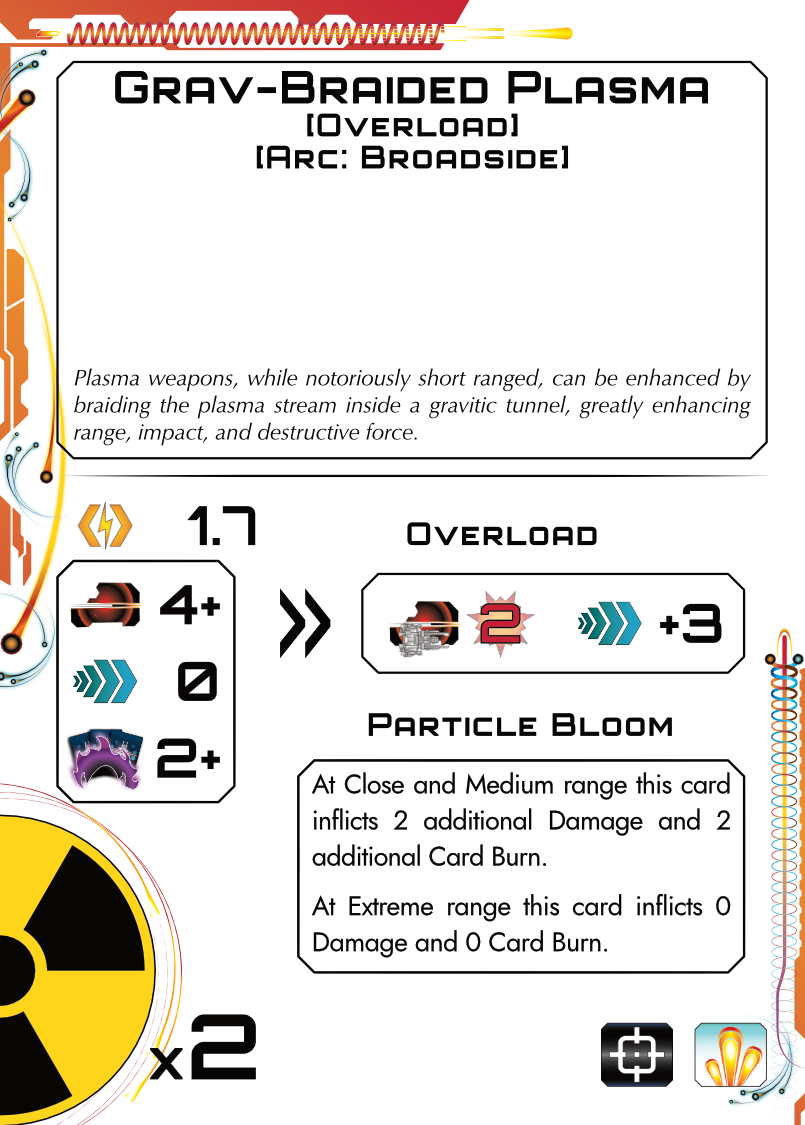 Grav-Braided Plasma
[Overload]
[Arc: Broadside]
Plasma weapons, while notoriously short ranged, can be enhanced by
braiding the plasma stream inside a gravitic tunnel, greatly enhancing
range, impact, and destructive force.
1.7
Overload
4+
0
2+
2
+3
Particle Bloom
At Close and Medium range this card
inflicts 2 additional Damage and 2
additional Card Burn.
At Extreme range this card inflicts 0
Damage and 0 Card Burn.
x2